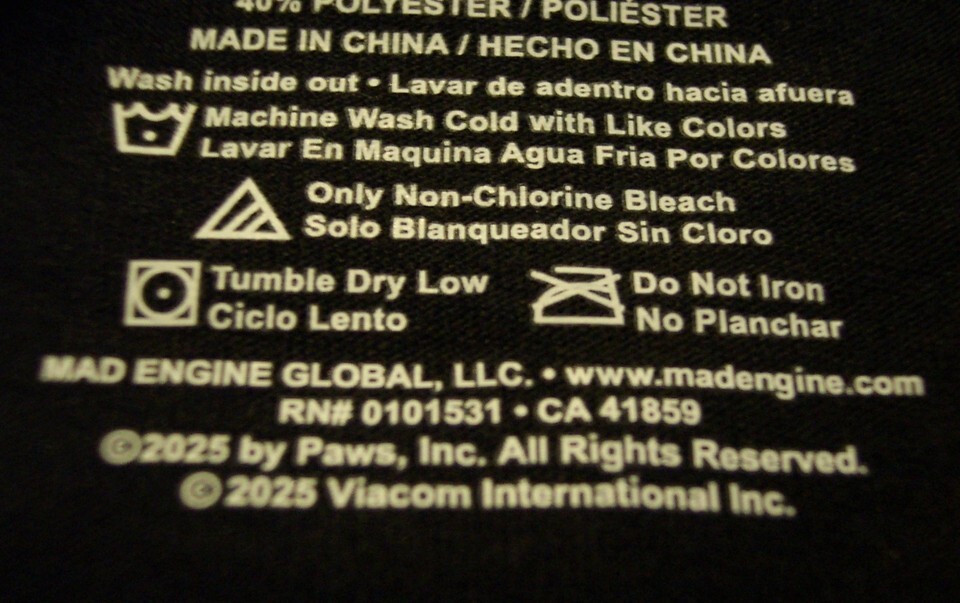 40% POLYESTER / POLIÉSTER
MADE IN CHINA / HECHO EN CHINA
Wash inside out • Lavar de adentro hacia afuera
Machine Wash Cold with Like Colors
Lavar En Maquina Agua Fria Por Colores
Only Non-Chlorine Bleach
Solo Blanqueador Sin Cloro
Tumble Dry Low
Ciclo Lento
Do Not Iron
No Planchar
MAD ENGINE GLOBAL, LLC. • www.madengine.com
RN# 0101531 • CA 41859
©2025 by Paws, Inc. All Rights Reserved.
©2025 Viacom International Inc.